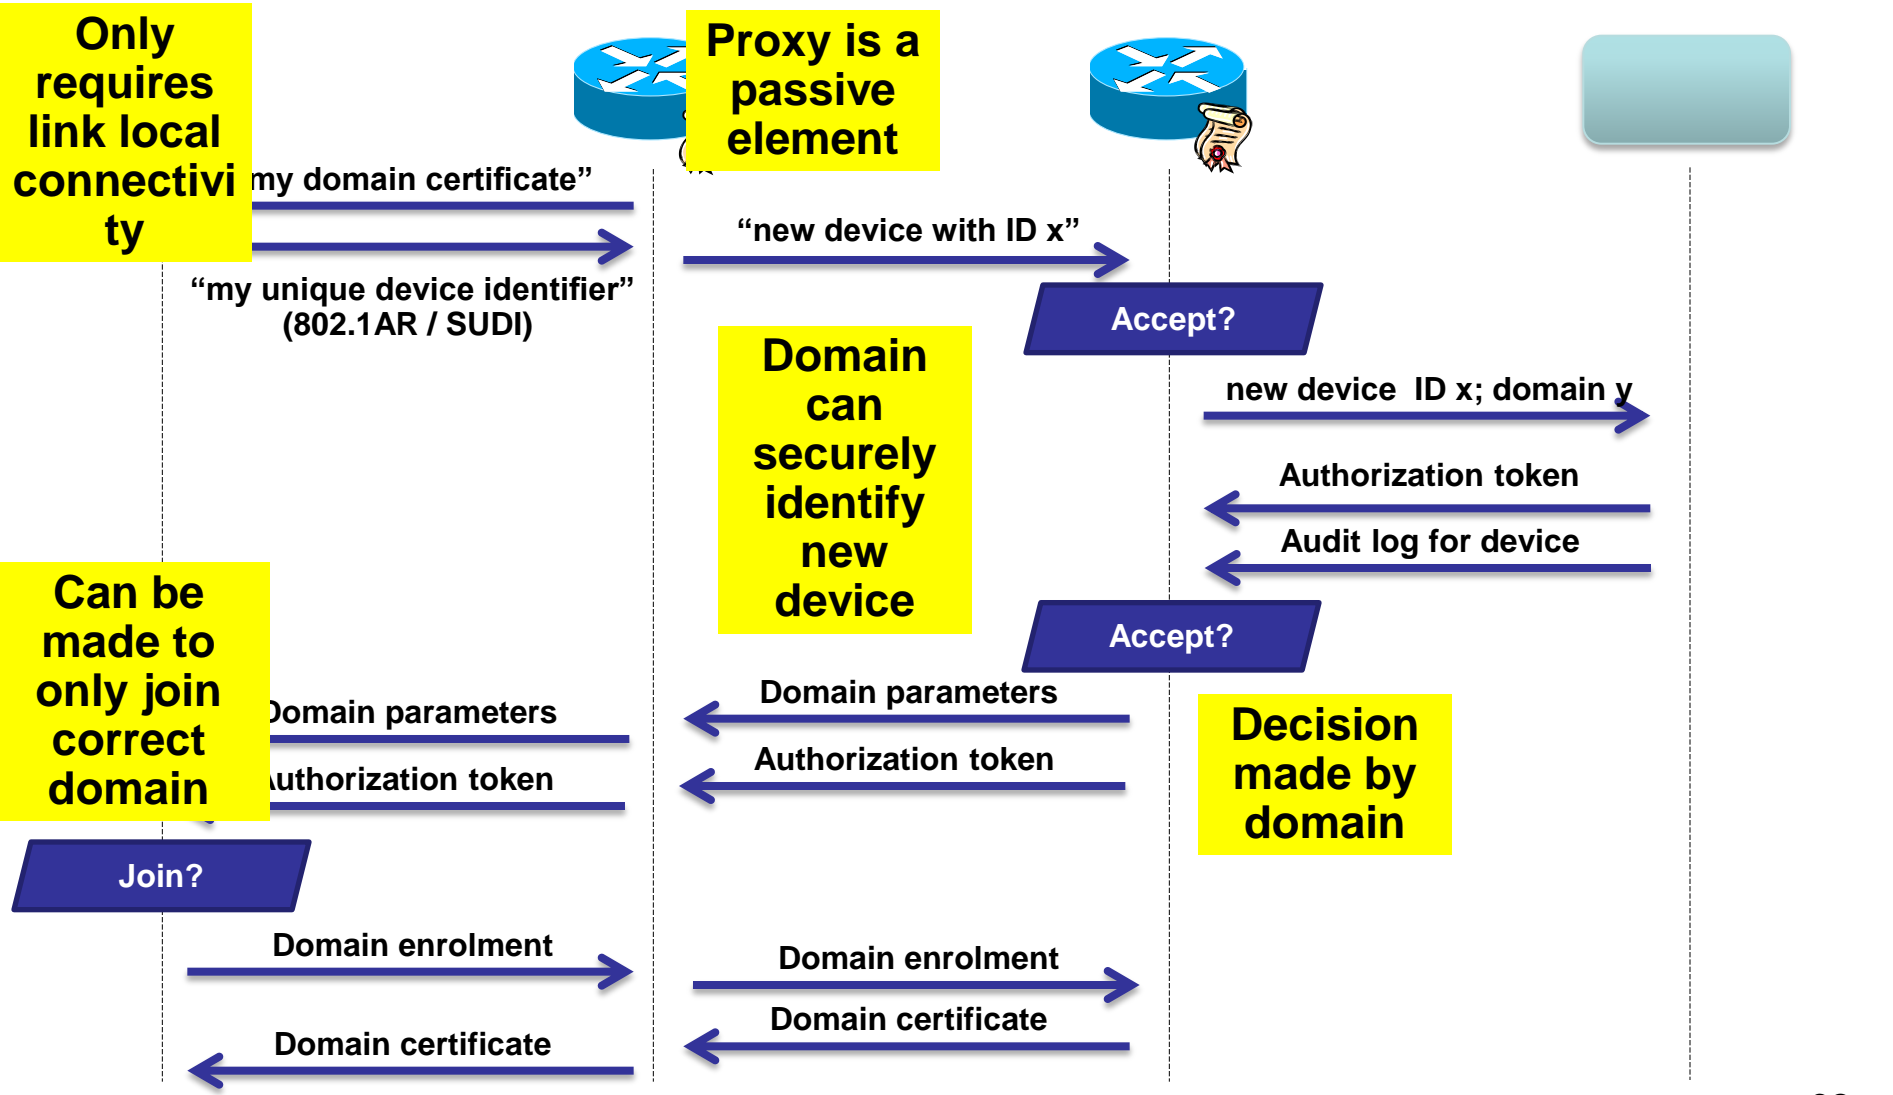 Only
requires
link local
connectivi
ty
Proxy is a
passive
element
my domain certificate”
“new device with ID x”
“my unique device identifier”
(802.1AR / SUDI)
Accept?
Domain
can
securely
identify
new
device
new device ID x; domain y
Authorization token
Audit log for device
Can be
made to
only join
correct
domain
Accept?
Domain parameters
Domain parameters
Authorization token
Authorization token
Decision
made by
domain
Join?
Domain enrolment
Domain enrolment
Domain certificate
Domain certificate